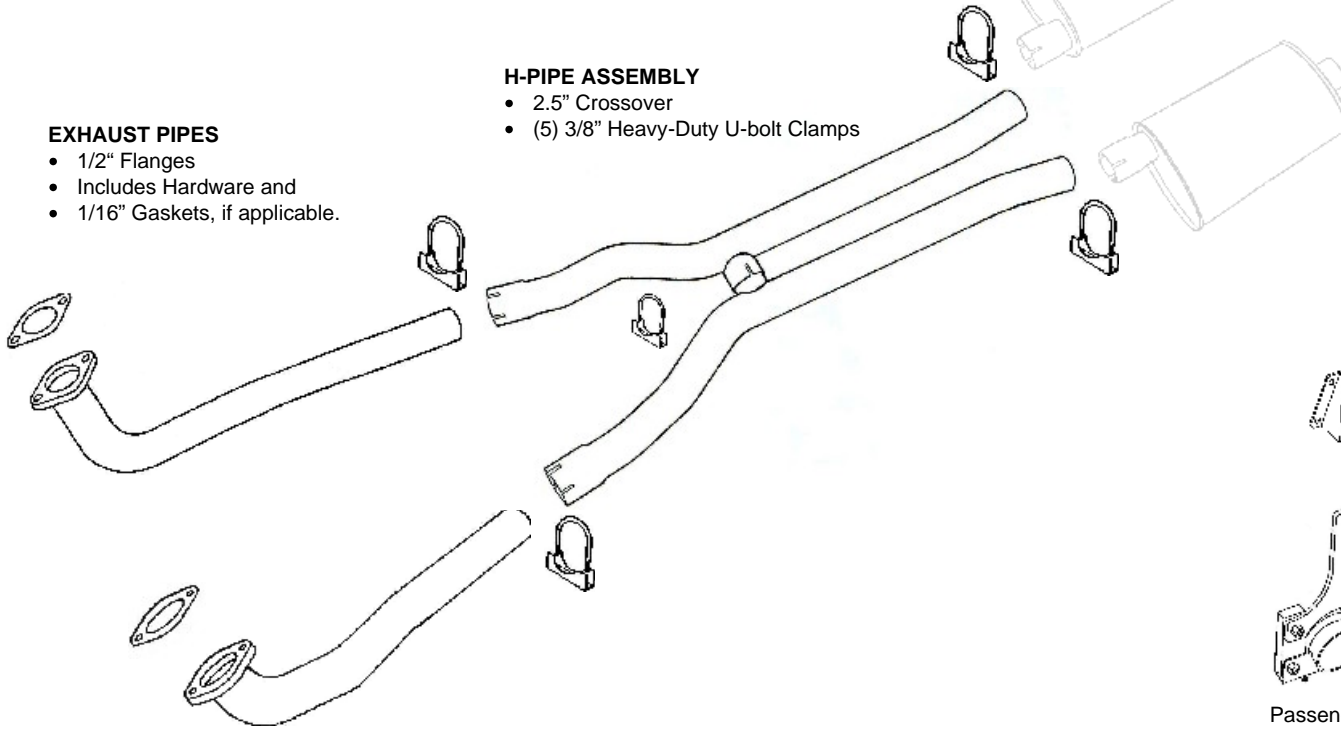 H-PIPE ASSEMBLY
• 2.5” Crossover
• (5) 3/8” Heavy-Duty U-bolt Clamps
EXHAUST PIPES
• 1/2“ Flanges
• Includes Hardware and
• 1/16” Gaskets, if applicable.
Passen